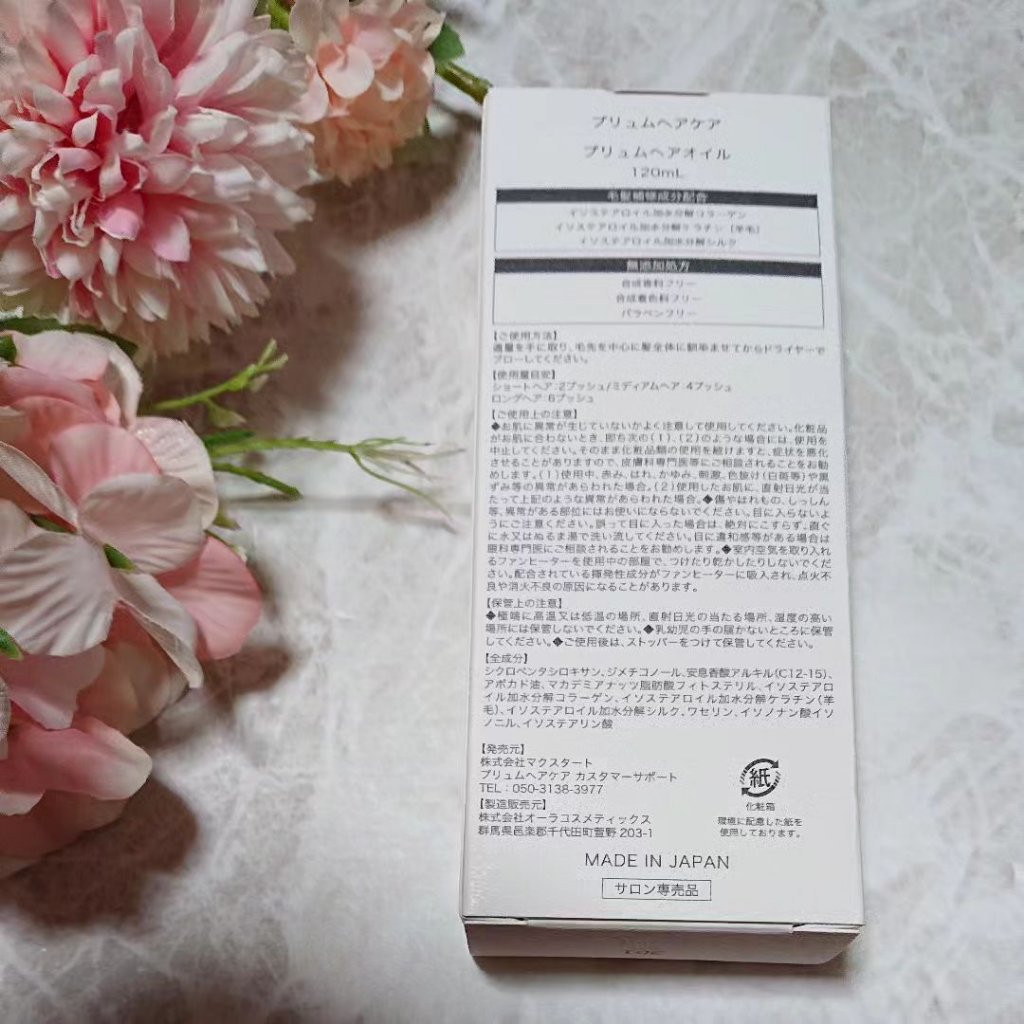 プリュムヘアケア
プリュムヘアオイル
120mL
毛髪補修成分配合
イソステアロイル加水分解コラーゲン
イソステアロイル加水分解ケラチン（羊毛）
イソステアロイル加水分解シルク
無添加処方
合成香料フリー
合成着色料フリー
パラベンフリー
【ご使用方法】
適量を手に取り、毛先を中心に髪全体に馴染ませてからドライヤーで
ブローしてください。
【使用量目安】
ショートヘア:2プッシュ/ミディアムヘア:4プッシュ
ロングヘア:6プッシュ
【ご使用上の注意】
◆お肌に異常が生じていないかよく注意して使用してください。化粧品
がお肌に合わないとき、即ち次の(1)、(2)のような場合には、使用を
中止してください。そのまま化粧品類の使用を続けますと、症状を悪化
させることがありますので、皮膚科専門医等にご相談されることをお勧
めします。(1)使用中、赤み、はれ、かゆみ、刺激、色抜け(白斑等)や黒
ずみ等の異常があらわれた場合。(2)使用したお肌に、直射日光が当
たって上記のような異常があらわれた場合。◆傷やはれもの、しっしん
等、異常がある部位にはお使いにならないでください。目に入らないよ
うにご注意ください。誤って目に入った場合は、絶対にこすらず、直ぐ
に水又はぬるま湯で洗い流してください。目に違和感等がある場合は
眼科専門医にご相談されることをお勧めします。◆室内空気を取り入れ
るファンヒーターを使用中の部屋で、つけたり乾かしたりしないでくだ
さい。配合されている揮発性成分がファンヒーターに吸入され、点火不
良や消火不良の原因になることがあります。
【保管上の注意】
◆極端に高温又は低温の場所、直射日光の当たる場所、湿度の高い
場所には保管しないでください。◆乳幼児の手の届かないところに保管
してください。◆ご使用後は、ストッパーをつけて保管してください。
【全成分】
シクロペンタシロキサン、ジメチコノール、安息香酸アルキル(C12-15)、
アボカド油、マカデミアナッツ脂肪酸フィトステリル、イソステアロ
イル加水分解コラーゲン、イソステアロイル加水分解ケラチン(羊
毛)、イソステアロイル加水分解シルク、ワセリン、イソノナン酸イソ
ノニル、イソステアリン酸
【発売元】
株式会社マクスタート
プリュムヘアケア カスタマーサポート
TEL：050-3138-3977
【製造販売元】
株式会社オーラコスメティックス
群馬県邑楽郡千代田町萱野 203-1
紙
化粧箱
環境に配慮した紙を
使用しております。
MADE IN JAPAN
サロン専売品